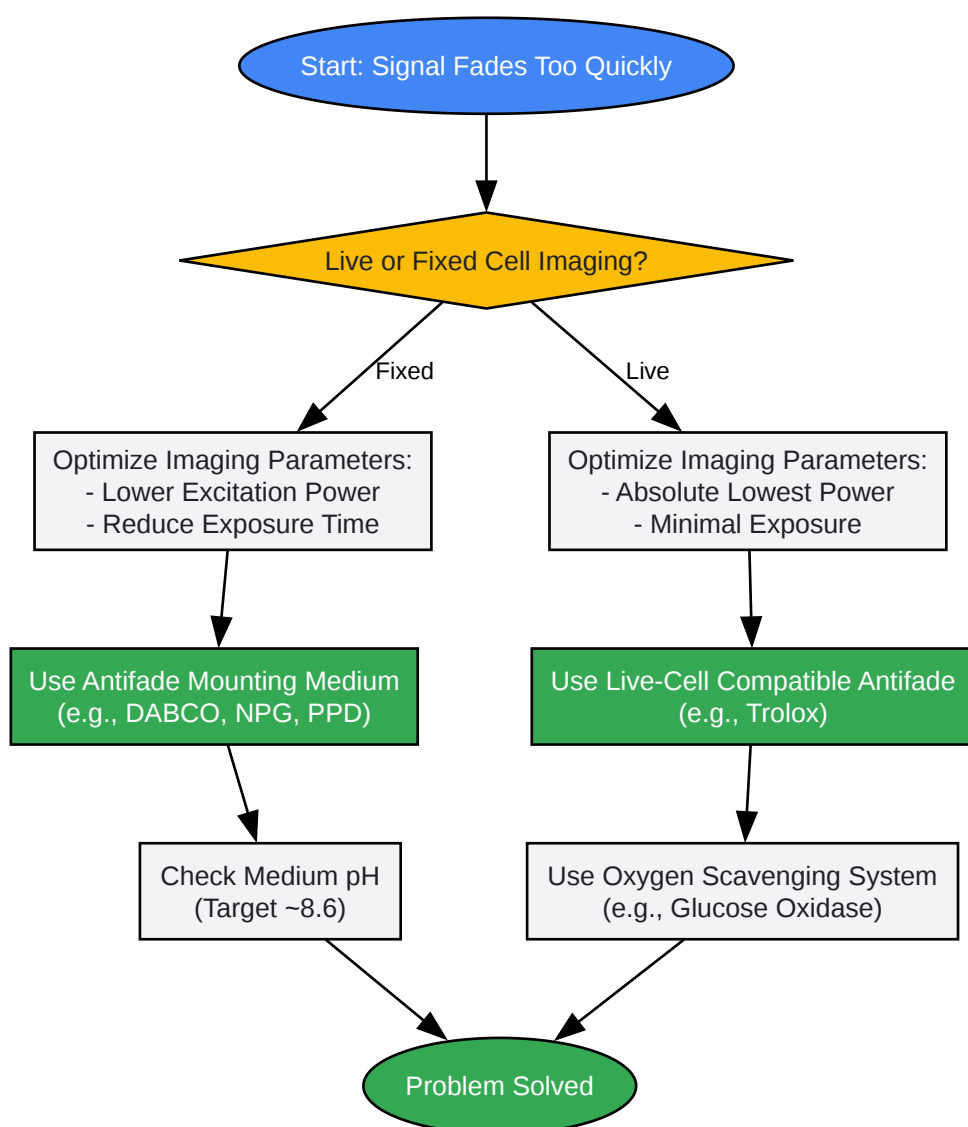 Start: Signal Fades Too Quickly
Live or Fixed Cell Imaging?
Fixed
Live
Optimize Imaging Parameters:
- Lower Excitation Power
- Reduce Exposure Time
Optimize Imaging Parameters:
- Absolute Lowest Power
- Minimal Exposure
Use Antifade Mounting Medium
(e.g., DABCO, NPG, PPD)
Use Live-Cell Compatible Antifade
(e.g., Trolox)
Check Medium pH
(Target ~8.6)
Use Oxygen Scavenging System
(e.g., Glucose Oxidase)
Problem Solved